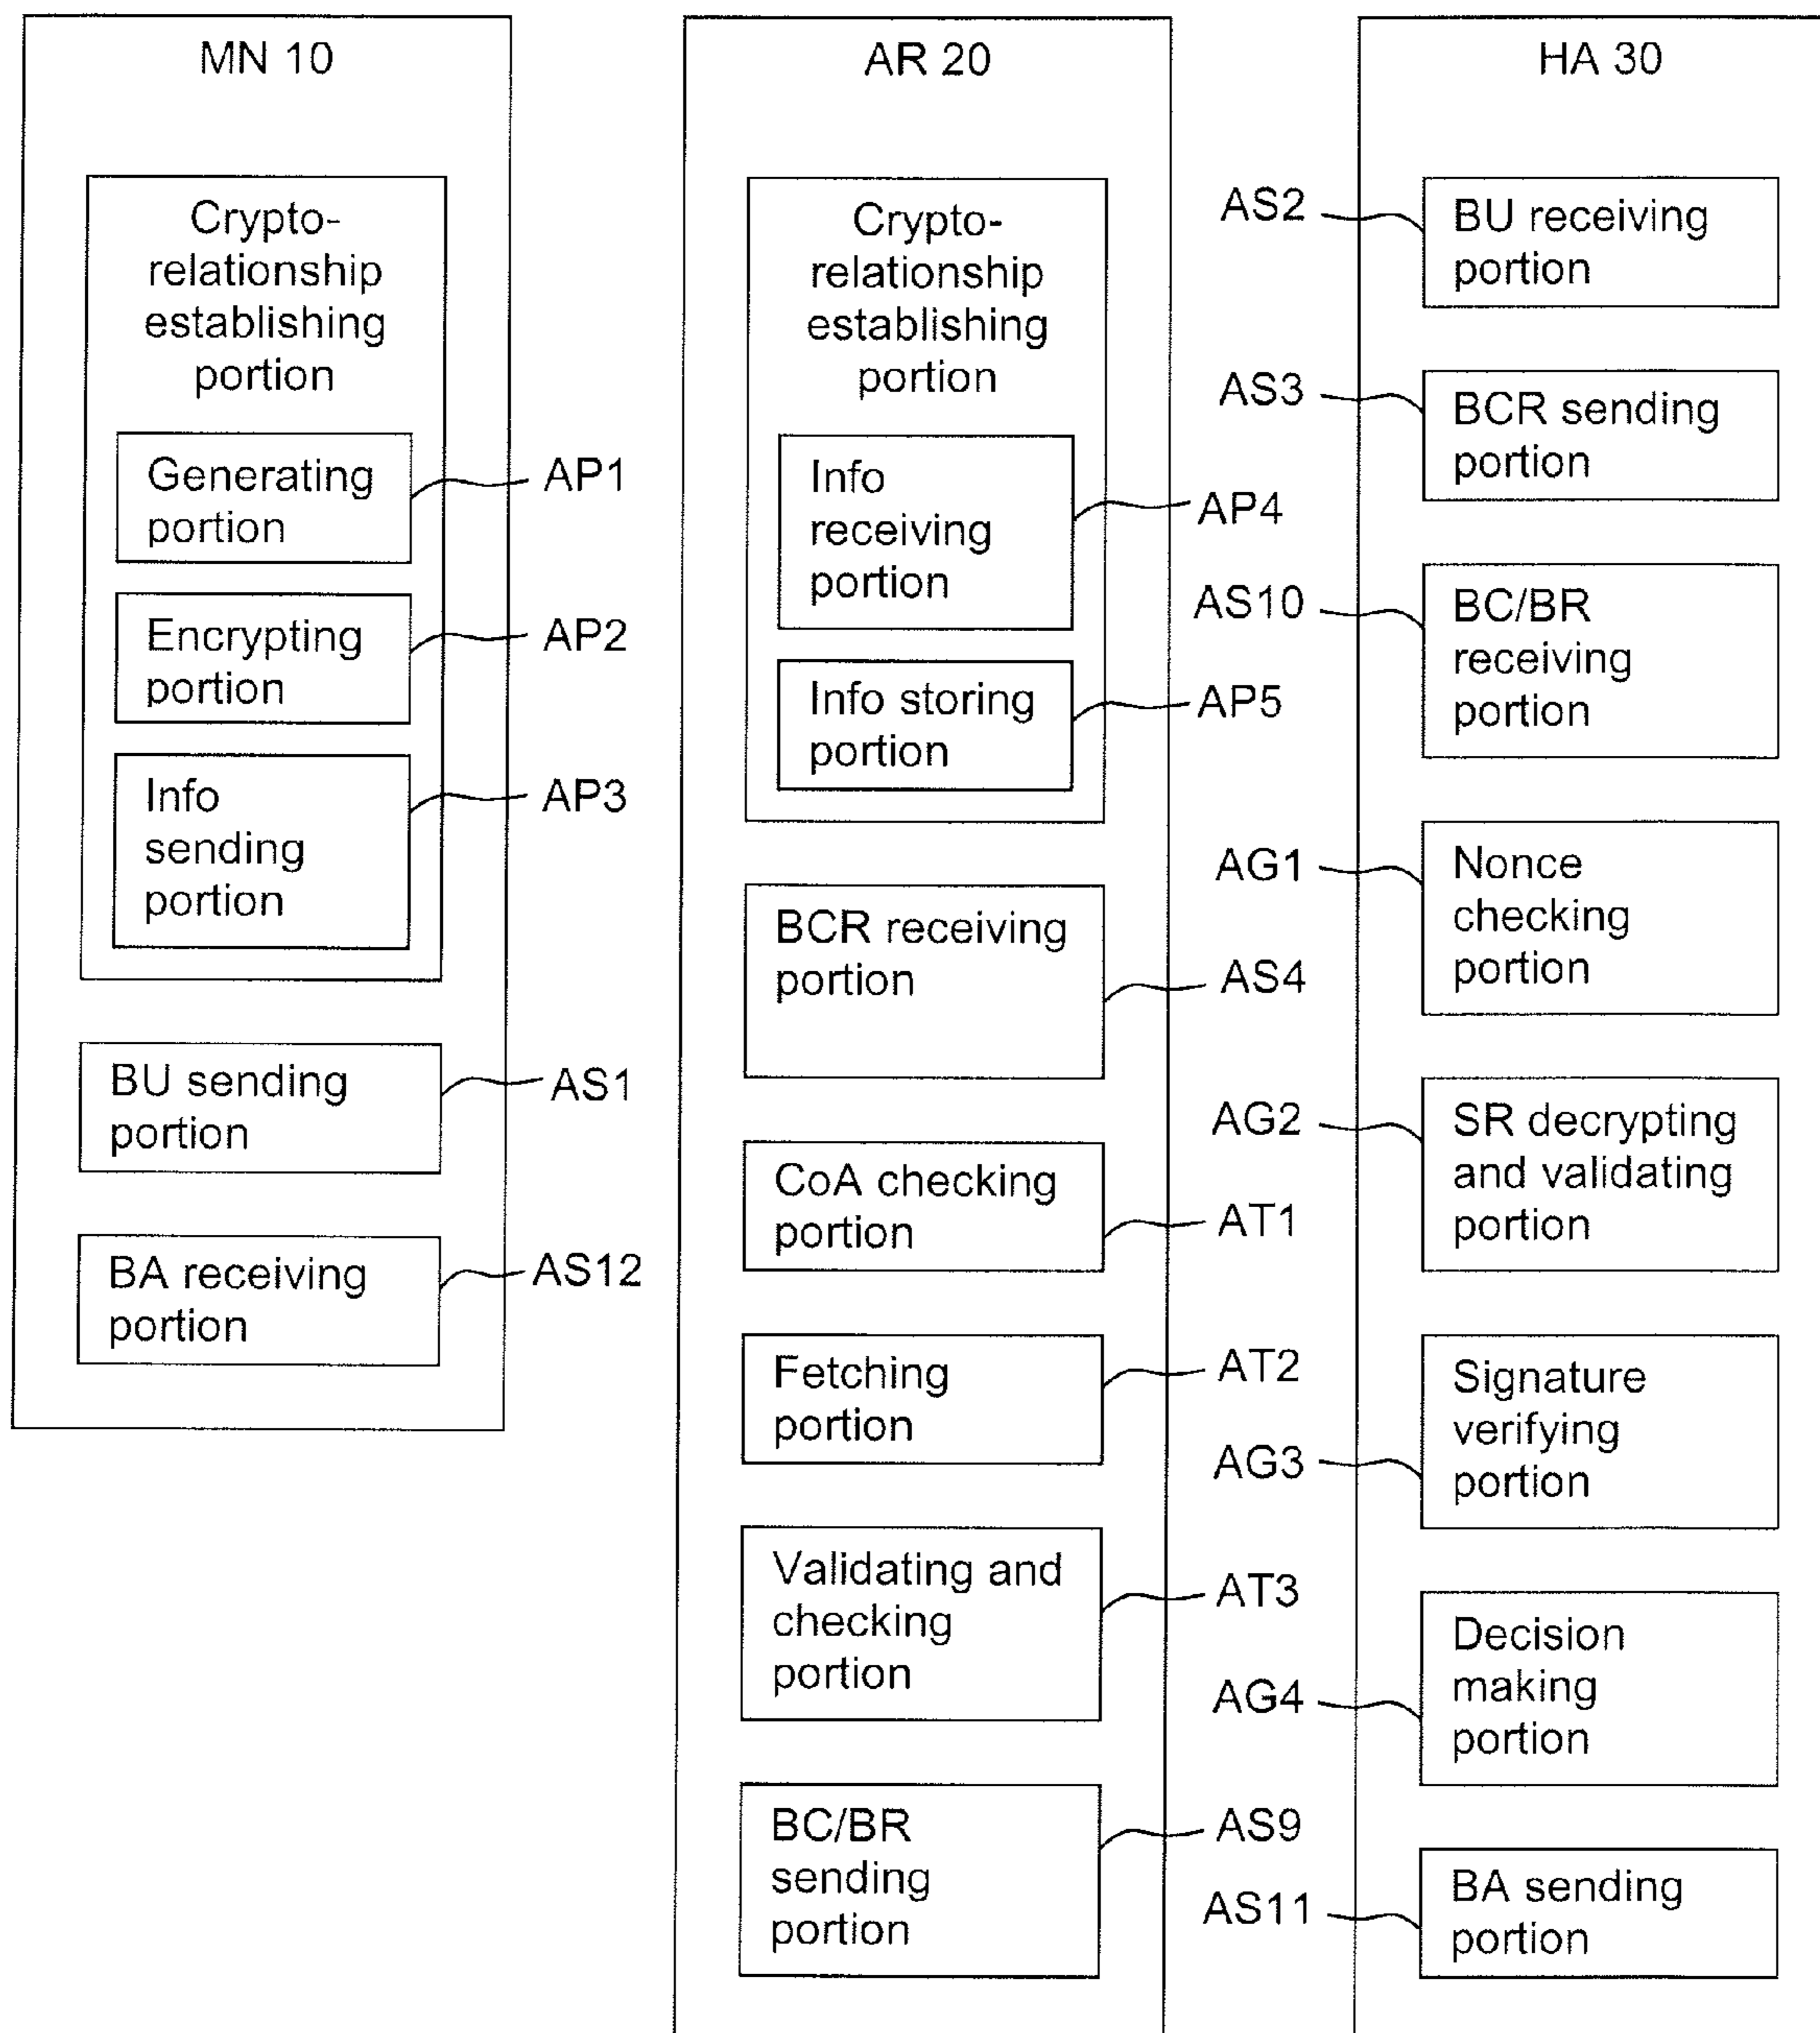 MN 10
Crypto-
relationship
establishing
portion
Generating
portion
AP1
Encrypting
portion
AP2
Info
sending
portion
AP3
BU sending
portion
AS1
BA receiving
portion
AS12
AR 20
Crypto-
relationship
establishing
portion
Info
receiving
portion
AP4
Info storing
portion
AP5
BCR receiving
portion
AS4
CoA checking
portion
AT1
Fetching
portion
AT2
Validating and
checking
portion
AT3
BC/BR
sending
portion
AS9
HA 30
AS2
BU receiving
portion
AS3
BCR sending
portion
AS10
BC/BR
receiving
portion
AG1
Nonce
checking
portion
AG2
SR decrypting
and validating
portion
AG3
Signature
verifying
portion
AG4
Decision
making
portion
AS11
BA sending
portion